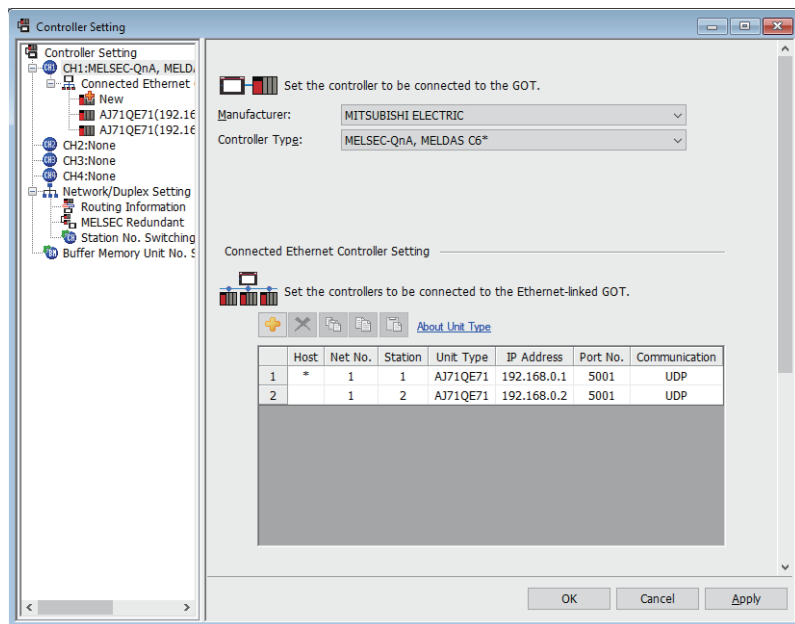 Controller Setting
Controller Setting
CH1:MELSEC-QnA, MELD
Connected Ethernet
New
AJ71QE71(192.16
AJ71QE71(192.16
CH2:None
CH3:None
CH4:None
Network/Duplex Setting
Routing Information
MELSEC Redundant
Station No. Switching
Buffer Memory Unit No. S
Set the controller to be connected to the GOT.
Manufacturer: MITSUBISHI ELECTRIC
Controller Type: MELSEC-QnA, MELDAS C6*
Connected Ethernet Controller Setting
Set the controllers to be connected to the Ethernet-linked GOT.
About Unit Type
Host Net No. Station Unit Type IP Address Port No. Communication
1 * 1 1 AJ71QE71 192.168.0.1 5001 UDP
2 1 2 AJ71QE71 192.168.0.2 5001 UDP
OK Cancel Apply